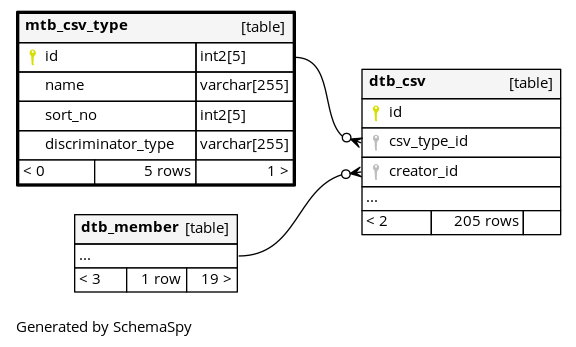 mtb_csv_type [table]
id int2[5]
name varchar[255]
sort_no int2[5]
discriminator_type varchar[255]
< 0 5 rows 1 >
dtb_csv [table]
id
csv_type_id
creator_id
...
< 2 205 rows
dtb_member [table]
...
< 3 1 row 19 >
Generated by SchemaSpy